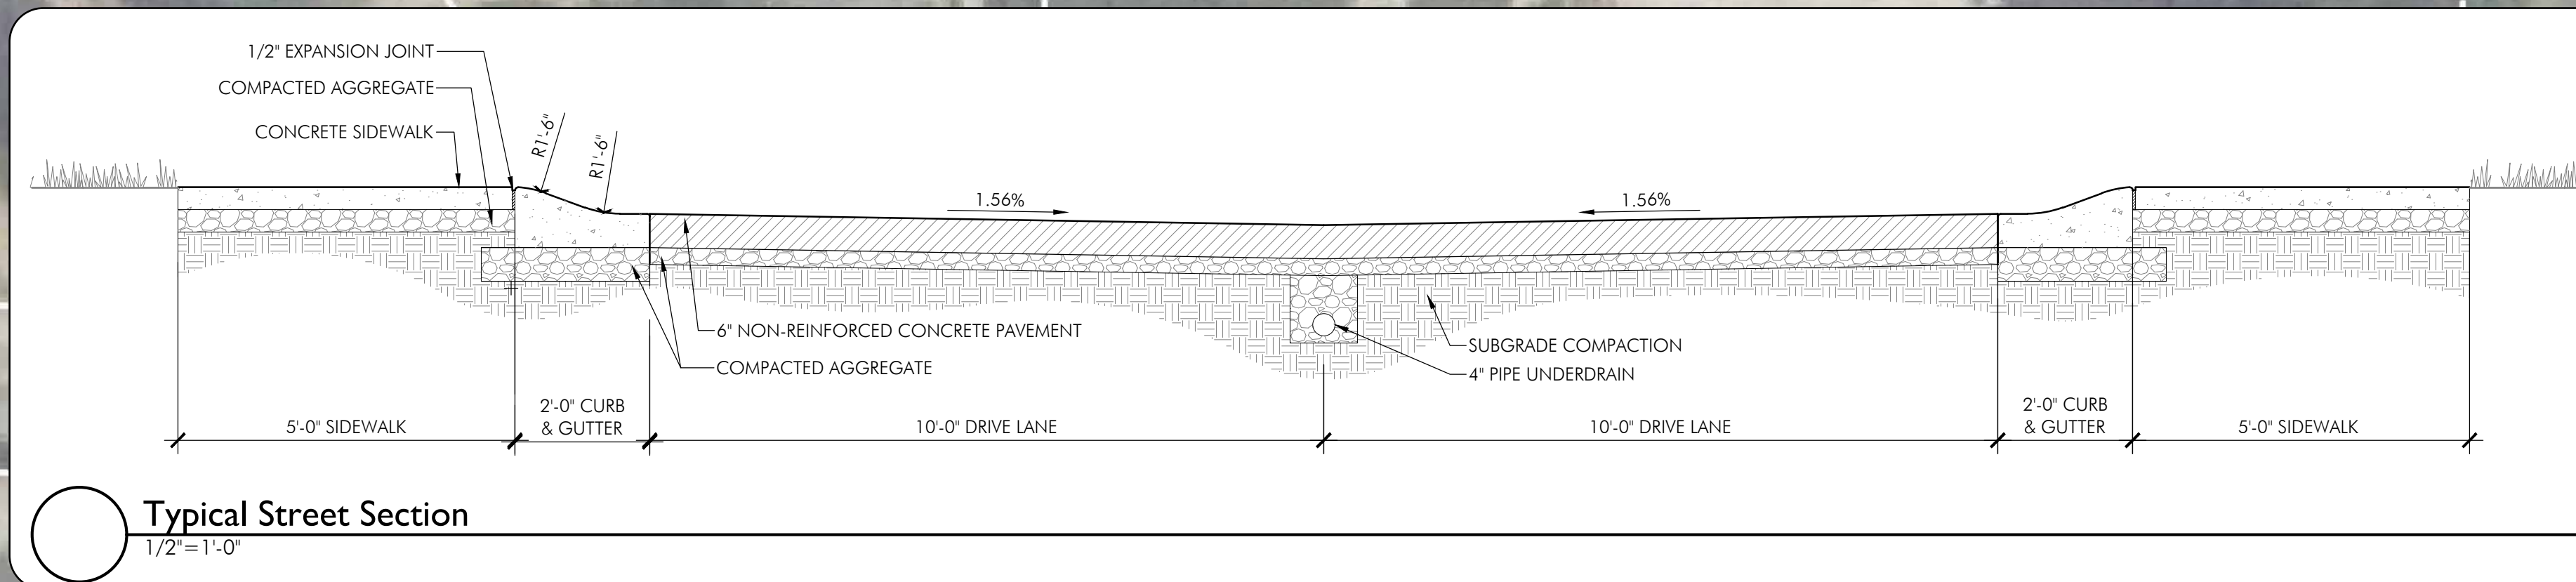 1/2" EXPANSION JOINT
COMPACTED AGGREGATE
CONCRETE SIDEWALK
R1'-6"
R1'-6"
1.56%
1.56%
6" NON-REINFORCED CONCRETE PAVEMENT
COMPACTED AGGREGATE
SUBGRADE COMPACTION
4" PIPE UNDERDRAIN
5'-0" SIDEWALK
2'-0" CURB
& GUTTER
10'-0" DRIVE LANE
10'-0" DRIVE LANE
2'-0" CURB
& GUTTER
5'-0" SIDEWALK
Typical Street Section
1/2"=1'-0"